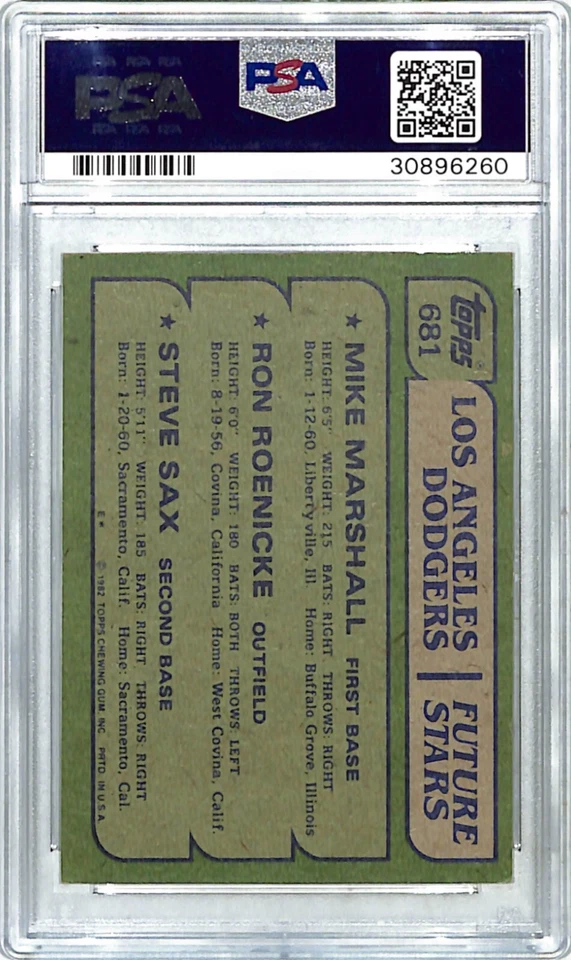 PSA
PSA
30896260
TOPPS®
681
LOS ANGELES DODGERS | FUTURE STARS
★ MIKE MARSHALL FIRST BASE
HEIGHT: 6'5" WEIGHT: 215 BATS: RIGHT THROWS: RIGHT
Born: 1-12-60, Libertyville, Ill. Home: Buffalo Grove, Illinois
★ RON ROENICKE OUTFIELD
HEIGHT: 6'0" WEIGHT: 180 BATS: BOTH THROWS: LEFT
Born: 8-19-56, Covina, California Home: West Covina, Calif.
★ STEVE SAX SECOND BASE
HEIGHT: 5'11" WEIGHT: 185 BATS: RIGHT THROWS: RIGHT
Born: 1-20-60, Sacramento, Calif. Home: Sacramento, Cal.
E* © 1982 TOPPS CHEWING GUM, INC. PRTD. IN U.S.A.